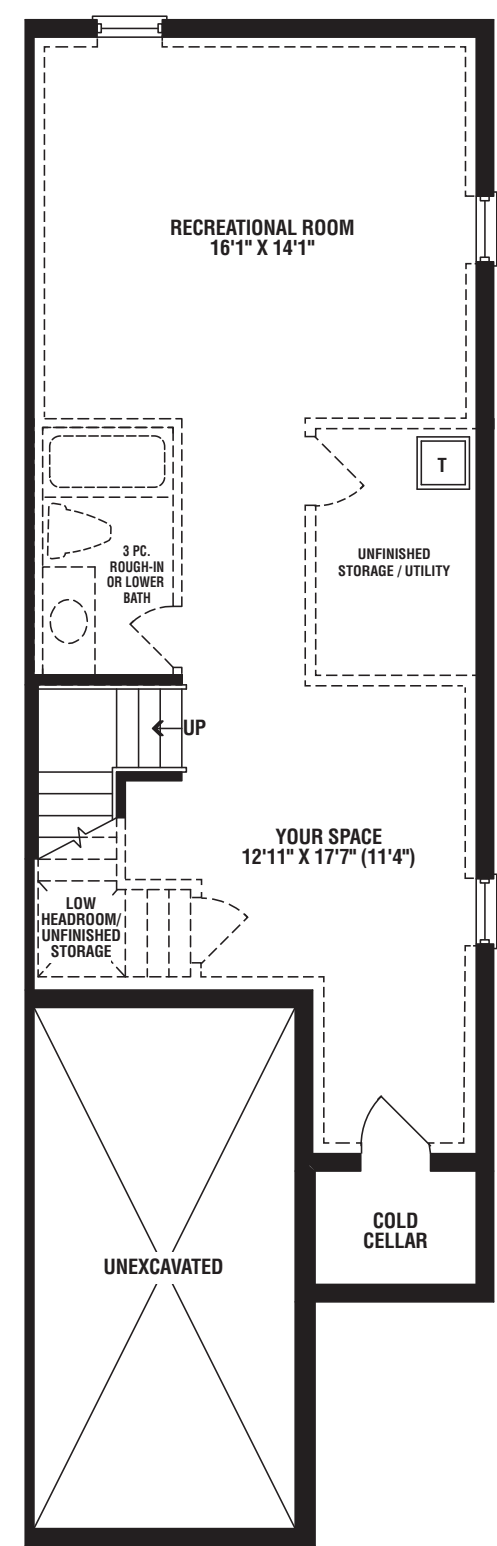 RECREATIONAL ROOM
16'1" X 14'1"
T
3 PC.
ROUGH-IN
OR LOWER
BATH
UNFINISHED
STORAGE / UTILITY
UP
YOUR SPACE
12'11" X 17'7" (11'4")
LOW
HEADROOM/
UNFINISHED
STORAGE
COLD
CELLAR
UNEXCAVATED